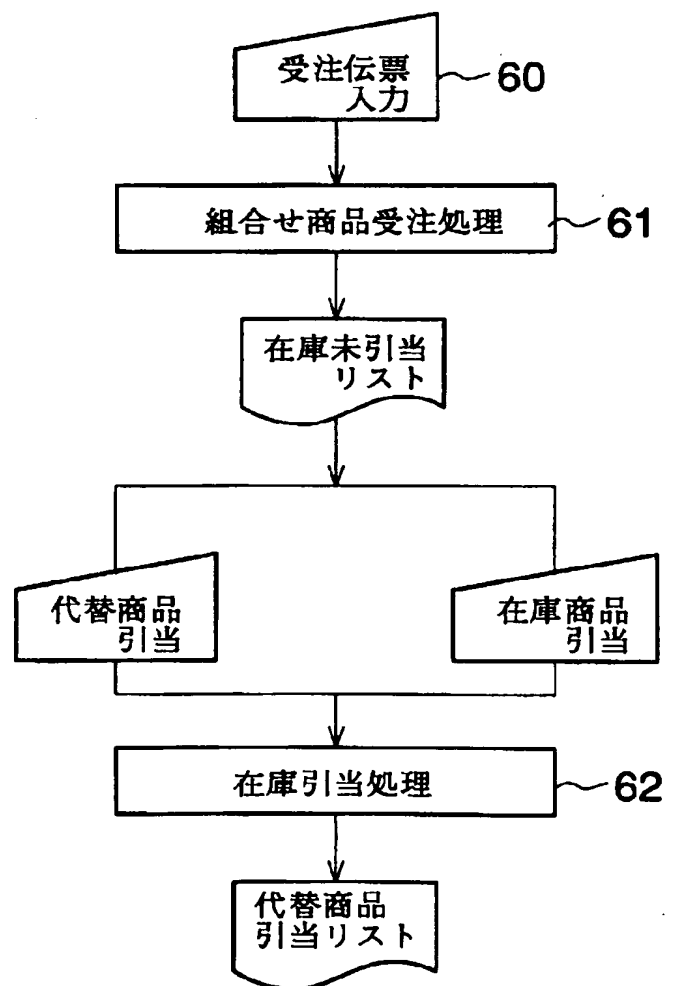 受注伝票
入力
60
組合せ商品受注処理
61
在庫未引当
リスト
代替商品
引当
在庫商品
引当
在庫引当処理
62
代替商品
引当リスト